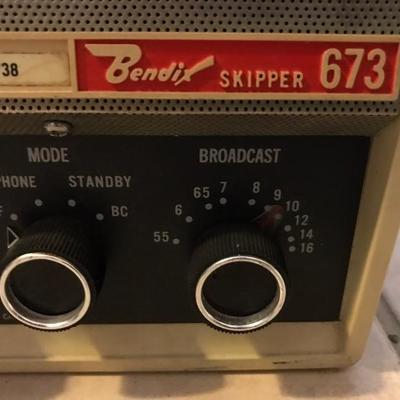 38
Bendix SKIPPER 673
MODE
BROADCAST
PHONE STANDBY
BC
55 6 65 7 8 9 10 12 14 16